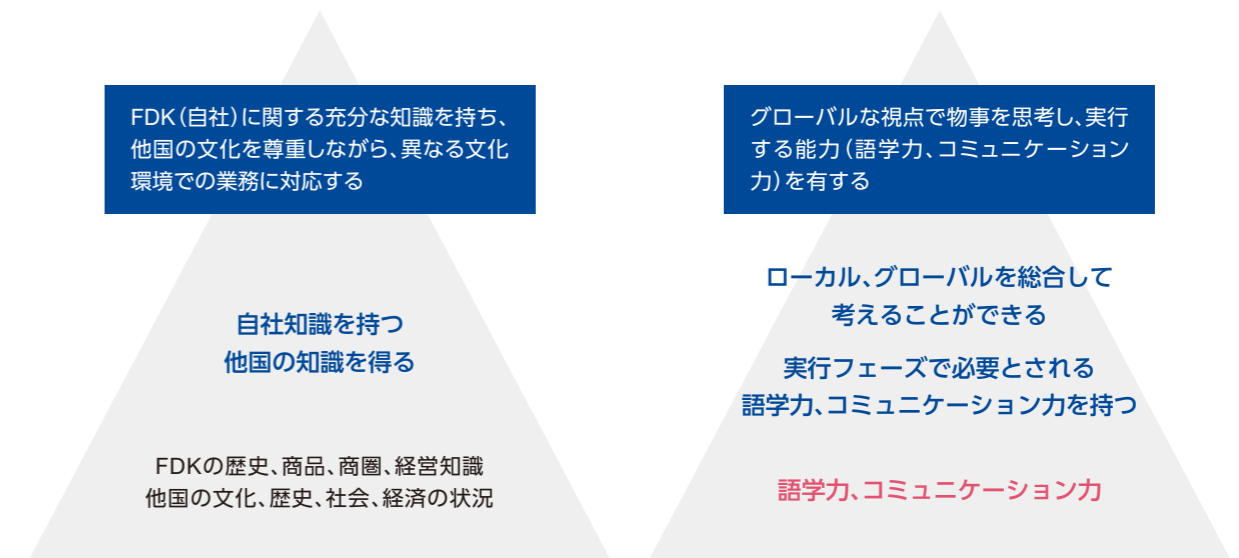 FDK（自社）に関する充分な知識を持ち、
他国の文化を尊重しながら、異なる文化
環境での業務に対応する
自社知識を持つ
他国の知識を得る
FDKの歴史、商品、商圏、経営知識
他国の文化、歴史、社会、経済の状況
グローバルな視点で物事を思考し、実行
する能力（語学力、コミュニケーション
力）を有する
ローカル、グローバルを総合して
考えることができる
実行フェーズで必要とされる
語学力、コミュニケーション力を持つ
語学力、コミュニケーション力